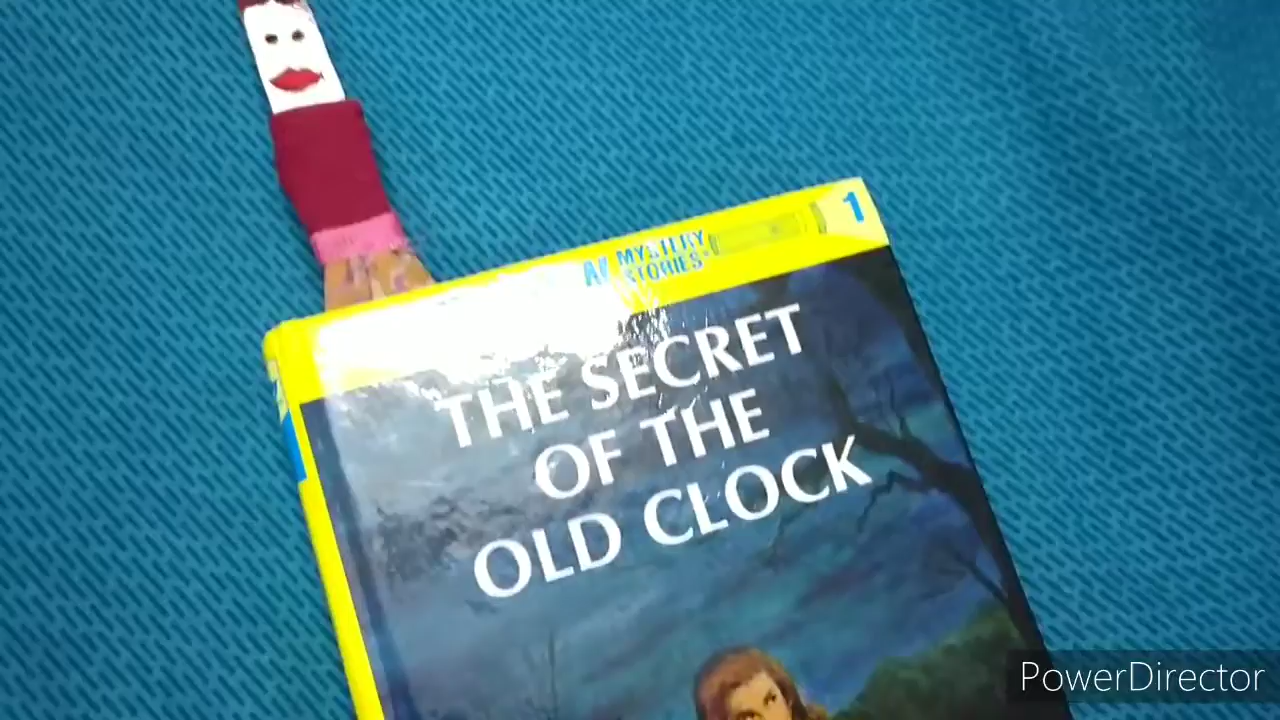 MYSTERY
STORIES
1
THE SECRET
OF THE
OLD CLOCK
PowerDirector